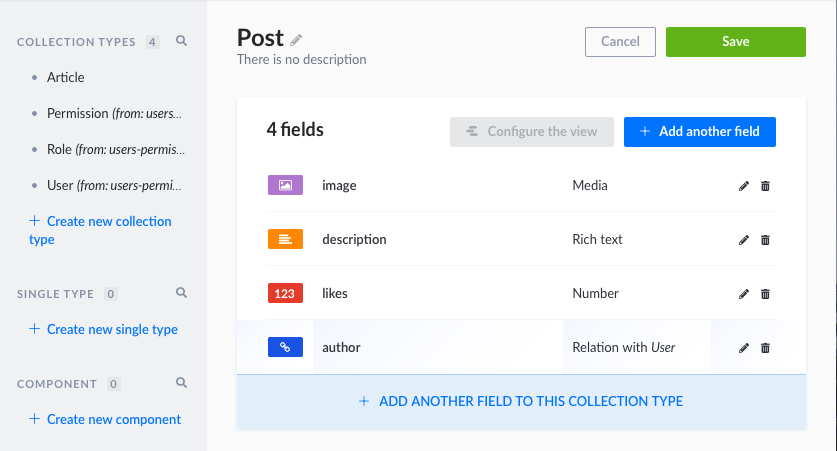 COLLECTION TYPES 4
Article
Permission (from: users...
Role (from: users-permis...
User (from: users-permi...
+ Create new collection
type
SINGLE TYPE 0
+ Create new single type
COMPONENT 0
+ Create new component
Post
There is no description
Cancel
Save
4 fields
Configure the view
+ Add another field
image Media
description Rich text
123 likes Number
author Relation with User
+ ADD ANOTHER FIELD TO THIS COLLECTION TYPE